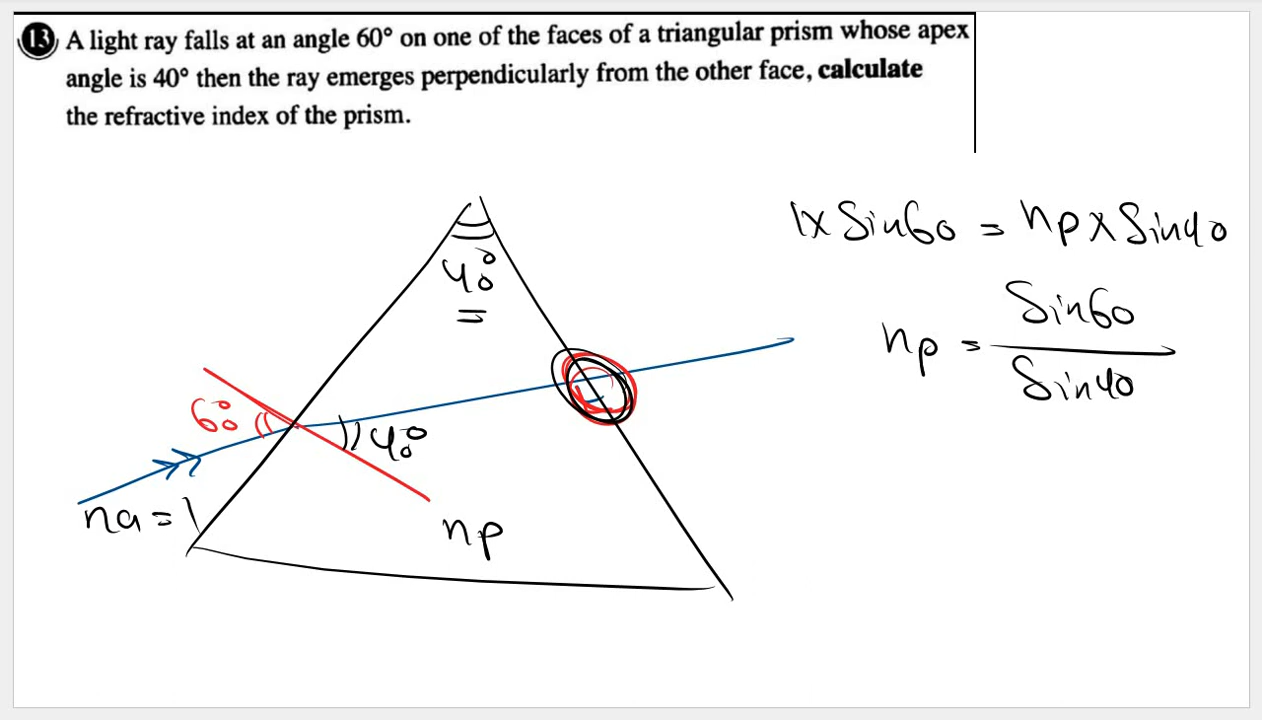 13 A light ray falls at an angle 60° on one of the faces of a triangular prism whose apex
angle is 40° then the ray emerges perpendicularly from the other face, calculate
the refractive index of the prism.
40°
=
60°
40°
na = 1
np
1x Sin60 = np x Sin40
np = Sin60
Sin40